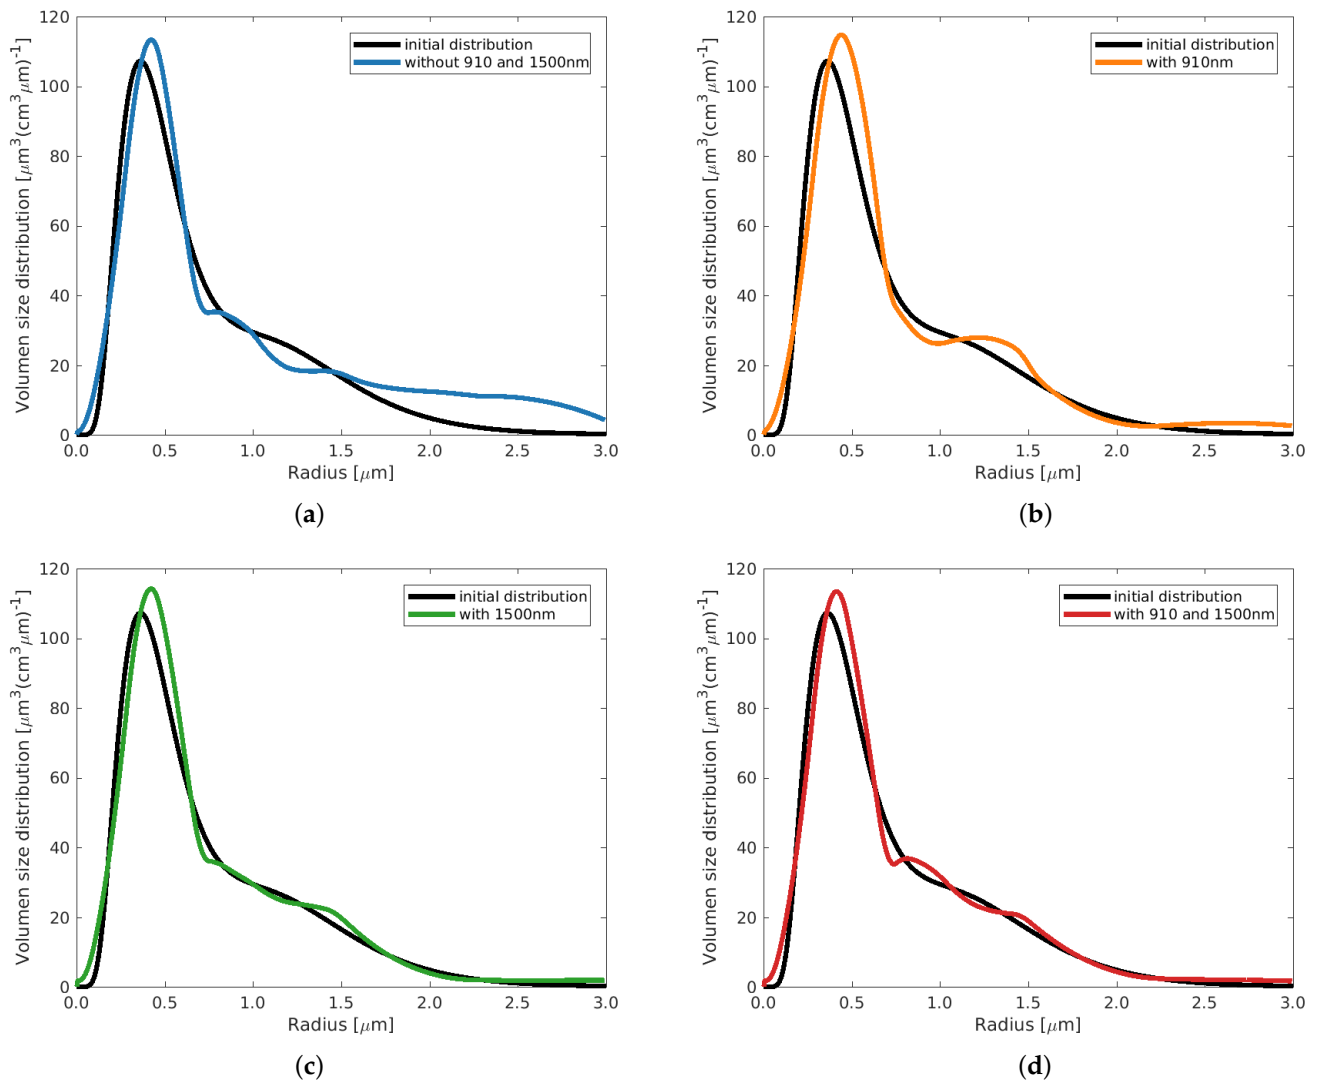 120
100
80
60
40
20
0
Volumen size distribution [μm³(cm³μm)⁻¹]
initial distribution
without 910 and 1500nm
0.0 0.5 1.0 1.5 2.0 2.5 3.0
Radius [μm]
(a)
120
100
80
60
40
20
0
Volumen size distribution [μm³(cm³μm)⁻¹]
initial distribution
with 910nm
0.0 0.5 1.0 1.5 2.0 2.5 3.0
Radius [μm]
(b)
120
100
80
60
40
20
0
Volumen size distribution [μm³(cm³μm)⁻¹]
initial distribution
with 1500nm
0.0 0.5 1.0 1.5 2.0 2.5 3.0
Radius [μm]
(c)
120
100
80
60
40
20
0
Volumen size distribution [μm³(cm³μm)⁻¹]
initial distribution
with 910 and 1500nm
0.0 0.5 1.0 1.5 2.0 2.5 3.0
Radius [μm]
(d)